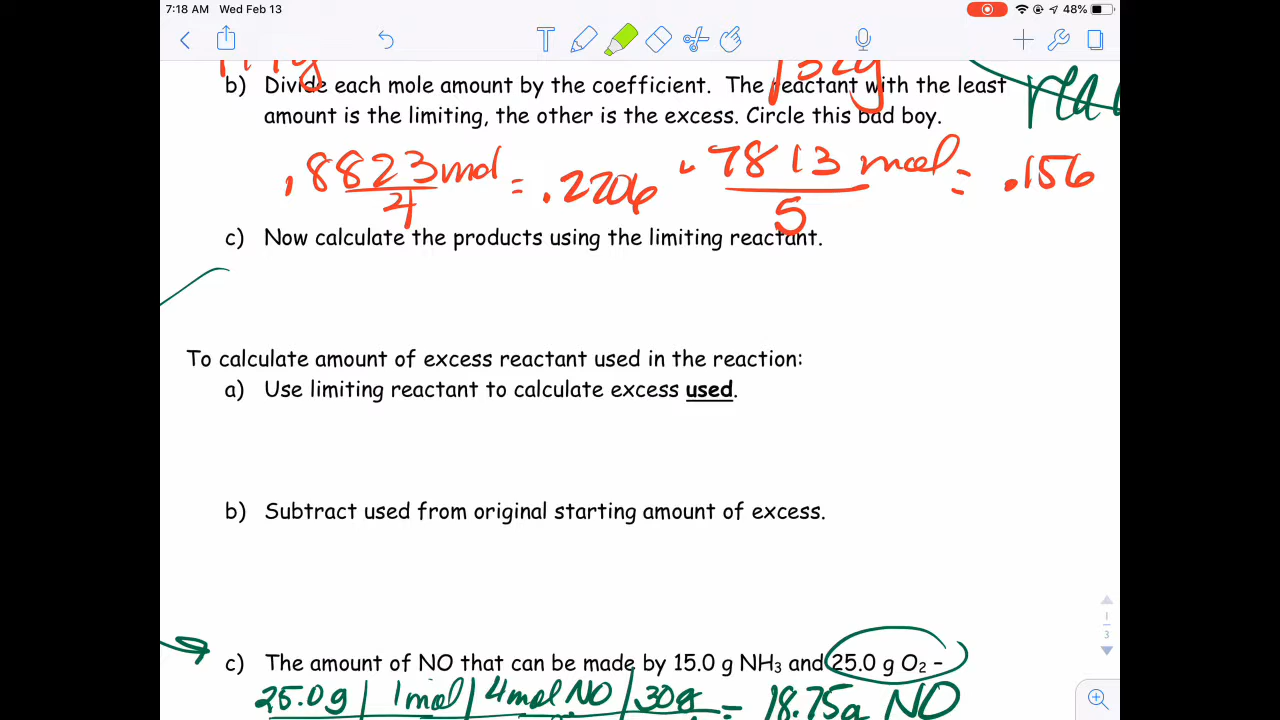 7:18 AM Wed Feb 13
48%
b) Divide each mole amount by the coefficient. The reactant with the least
amount is the limiting, the other is the excess. Circle this bad boy.
.8823 mol / 4 = .2206 .7813 mol / 5 = .156
c) Now calculate the products using the limiting reactant.
To calculate amount of excess reactant used in the reaction:
a) Use limiting reactant to calculate excess used.
b) Subtract used from original starting amount of excess.
1
3
c) The amount of NO that can be made by 15.0 g NH₃ and 25.0 g O₂ –
25.0g | 1 mol | 4 mol NO | 30g = 18.75g NO